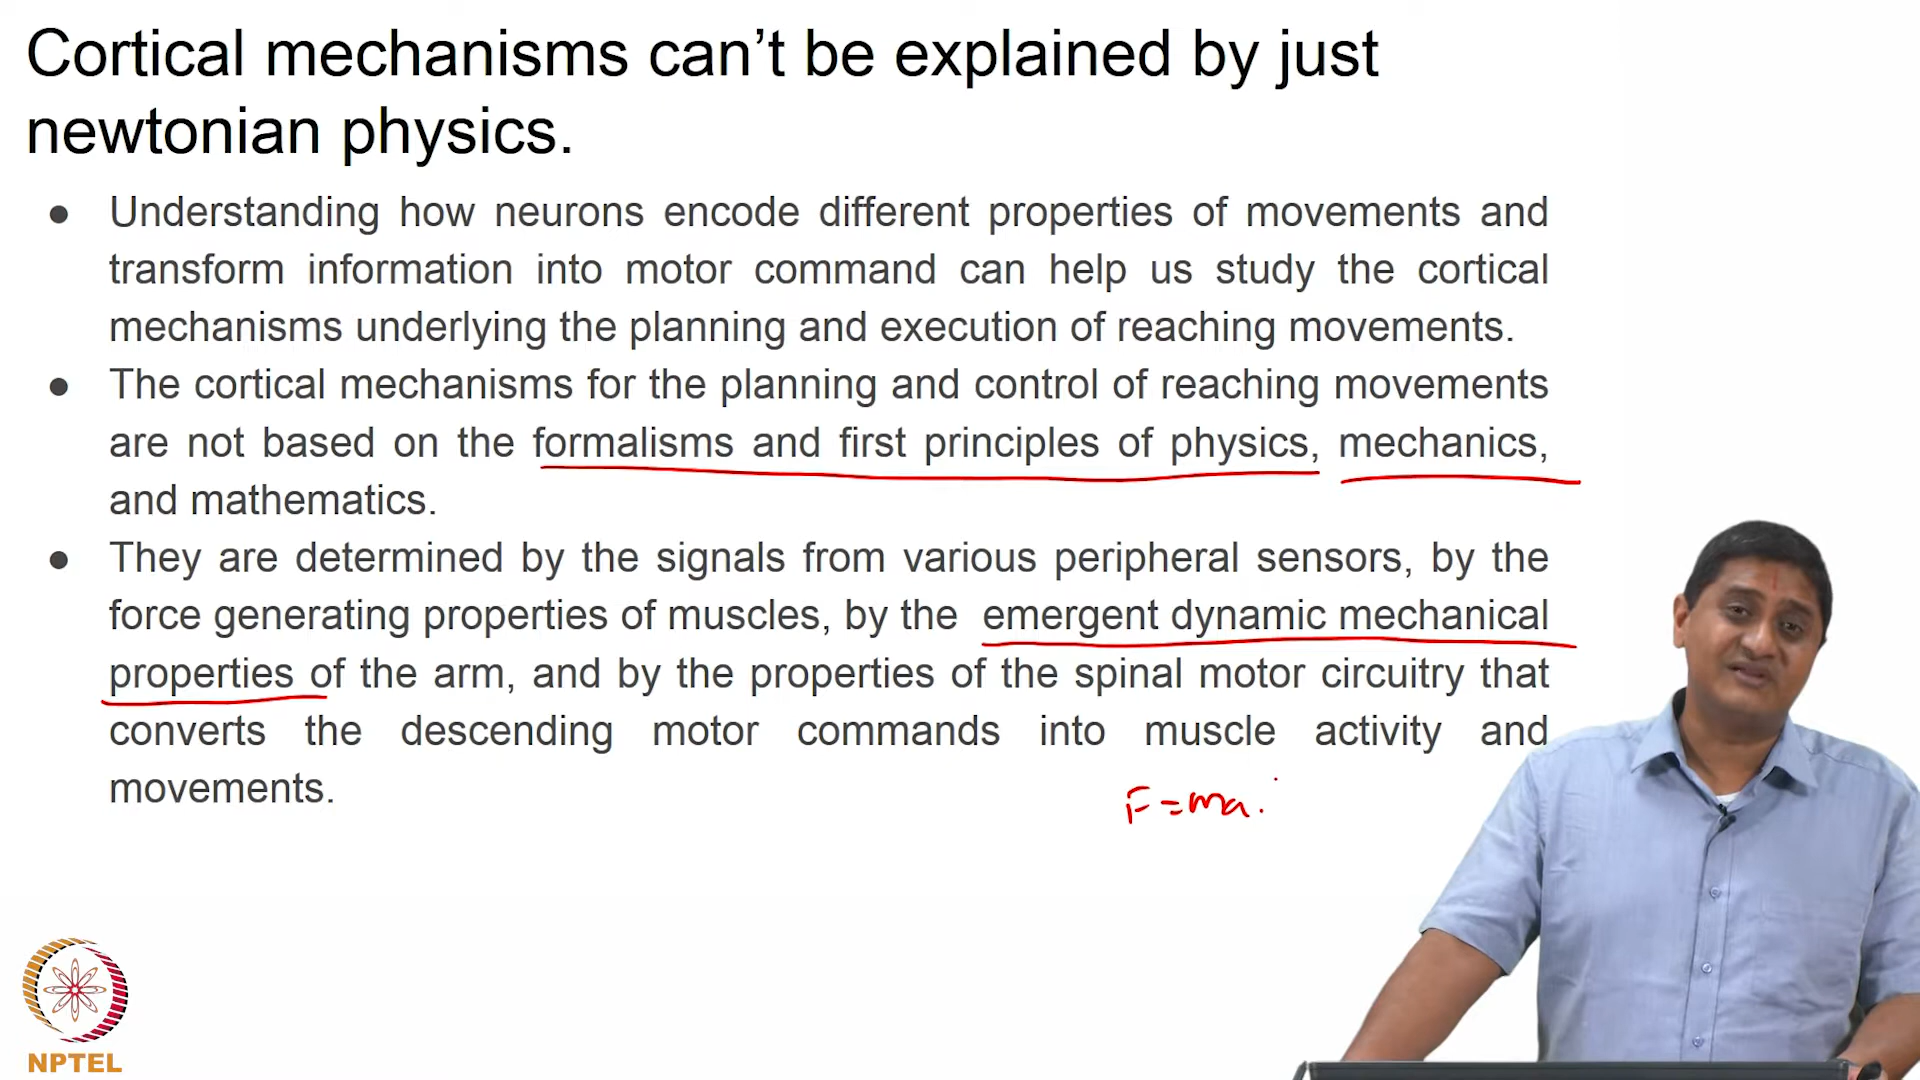 Cortical mechanisms can’t be explained by just
newtonian physics.
● Understanding how neurons encode different properties of movements and
transform information into motor command can help us study the cortical
mechanisms underlying the planning and execution of reaching movements.
● The cortical mechanisms for the planning and control of reaching movements
are not based on the formalisms and first principles of physics, mechanics,
and mathematics.
● They are determined by the signals from various peripheral sensors, by the
force generating properties of muscles, by the emergent dynamic mechanical
properties of the arm, and by the properties of the spinal motor circuitry that
converts the descending motor commands into muscle activity and
movements.
F=ma.
NPTEL